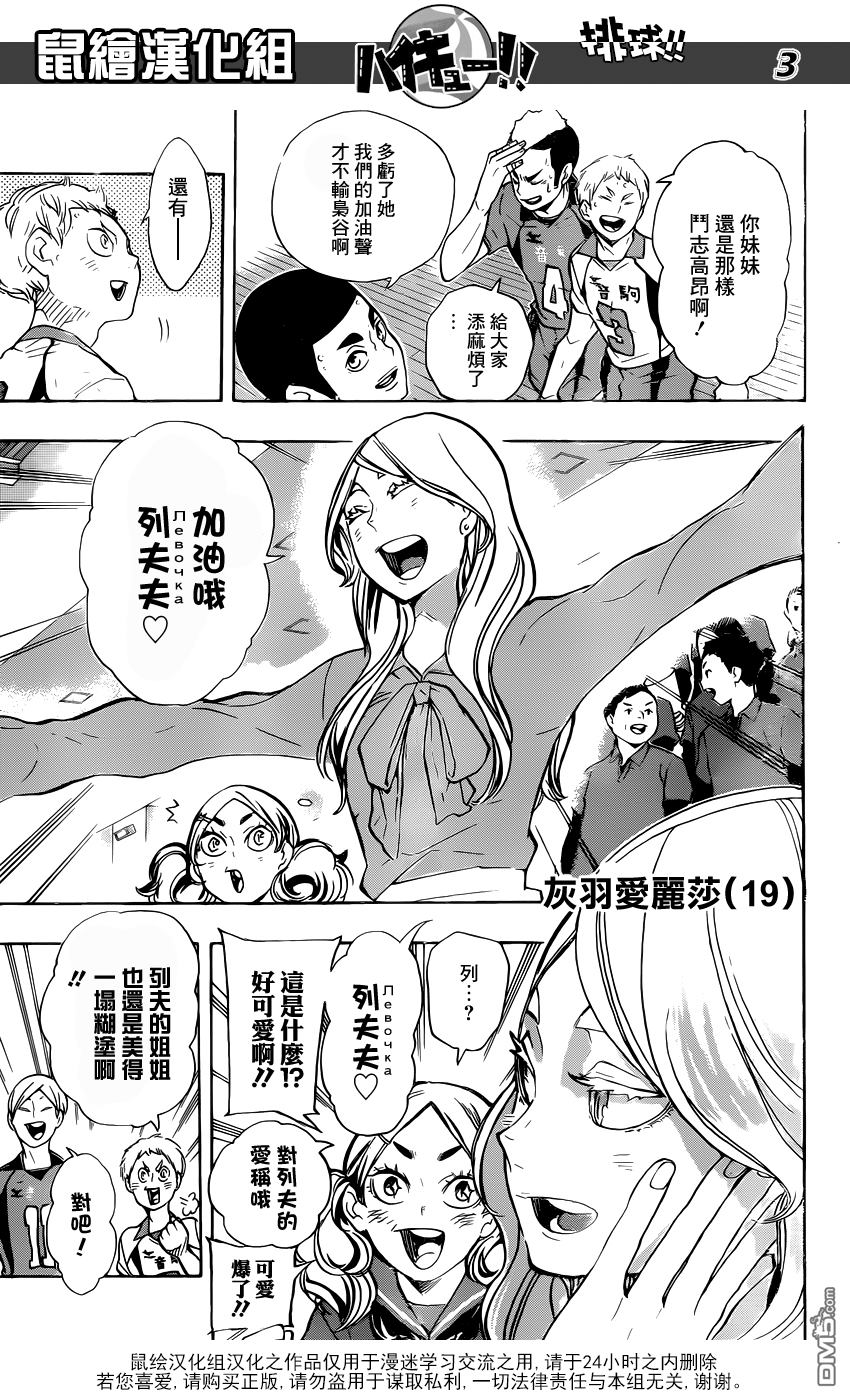 鼠繪漢化組
ハイキュー!!
排球!!
3
你妹妹
還是那樣
鬥志高昂啊!
給大家
添麻煩了
…
多虧了她
我們的加油聲
才不輸梟谷啊
音
4
音駒
3
還有——
加油哦
列夫夫♡
Левочка
灰羽愛麗莎(19)
列…?
列夫夫♡
Левочка
這是什麼!?
好可愛啊!!
對列夫的
愛稱哦
可愛
爆了!!
列夫的姐姐
也還是美得
一塌糊塗啊
!!
對吧!
音
DM5.com
鼠绘汉化组汉化之作品仅用于漫迷学习交流之用, 请于24小时之内删除
若您喜爱, 请购买正版, 请勿盗用于谋取私利, 一切法律责任与本组无关, 谢谢。